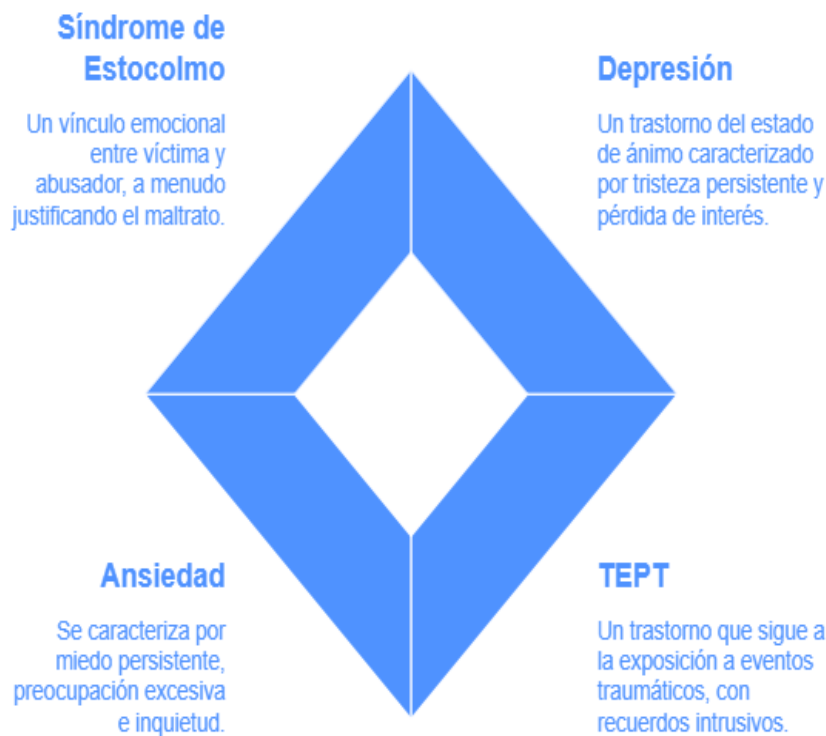 Síndrome de
Estocolmo
Un vínculo emocional
entre víctima y
abusador, a menudo
justificando el maltrato.
Depresión
Un trastorno del estado
de ánimo caracterizado
por tristeza persistente y
pérdida de interés.
Ansiedad
Se caracteriza por
miedo persistente,
preocupación excesiva
e inquietud.
TEPT
Un trastorno que sigue a
la exposición a eventos
traumáticos, con
recuerdos intrusivos.